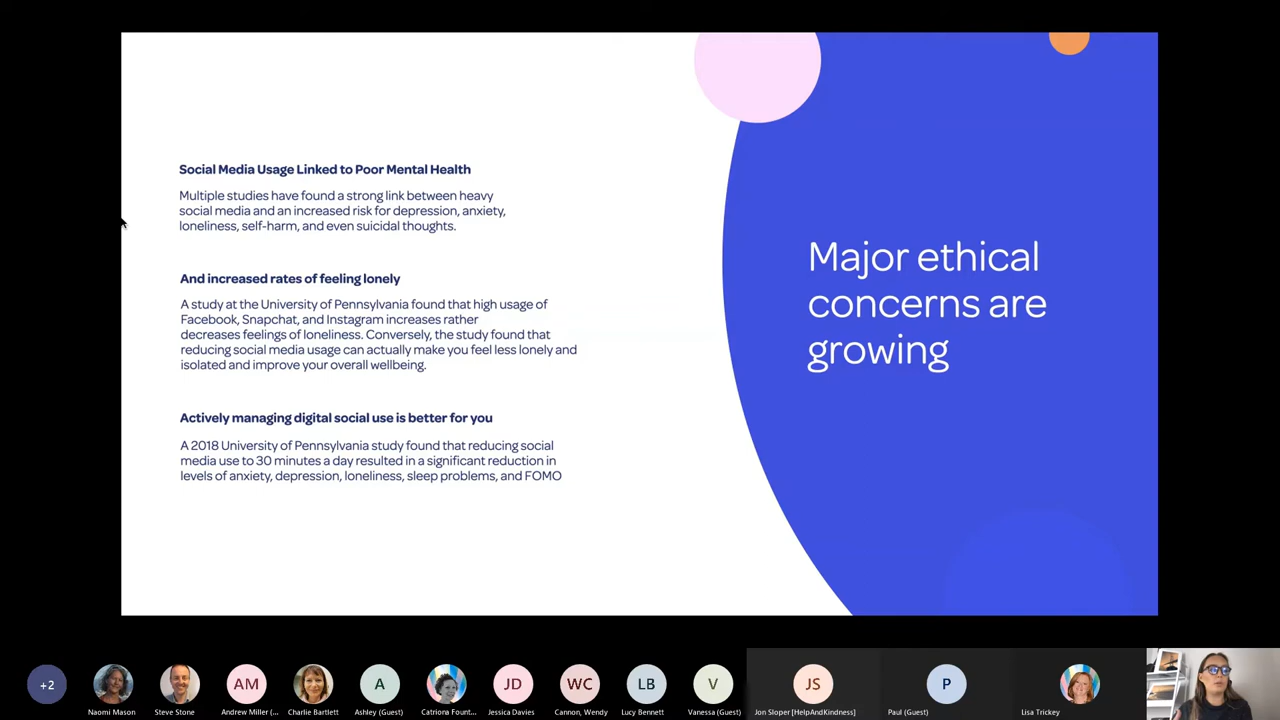 Social Media Usage Linked to Poor Mental Health
Multiple studies have found a strong link between heavy
social media and an increased risk for depression, anxiety,
loneliness, self-harm, and even suicidal thoughts.
And increased rates of feeling lonely
A study at the University of Pennsylvania found that high usage of
Facebook, Snapchat, and Instagram increases rather
decreases feelings of loneliness. Conversely, the study found that
reducing social media usage can actually make you feel less lonely and
isolated and improve your overall wellbeing.
Actively managing digital social use is better for you
A 2018 University of Pennsylvania study found that reducing social
media use to 30 minutes a day resulted in a significant reduction in
levels of anxiety, depression, loneliness, sleep problems, and FOMO
Major ethical
concerns are
growing
+2
AM
A
JD
WC
LB
V
JS
P
Naomi Mason
Steve Stone
Andrew Miller (...
Charlie Bartlett
Ashley (Guest)
Catriona Fount...
Jessica Davies
Cannon, Wendy
Lucy Bennett
Vanessa (Guest)
Jon Sloper [HelpAndKindness]
Paul (Guest)
Lisa Trickey